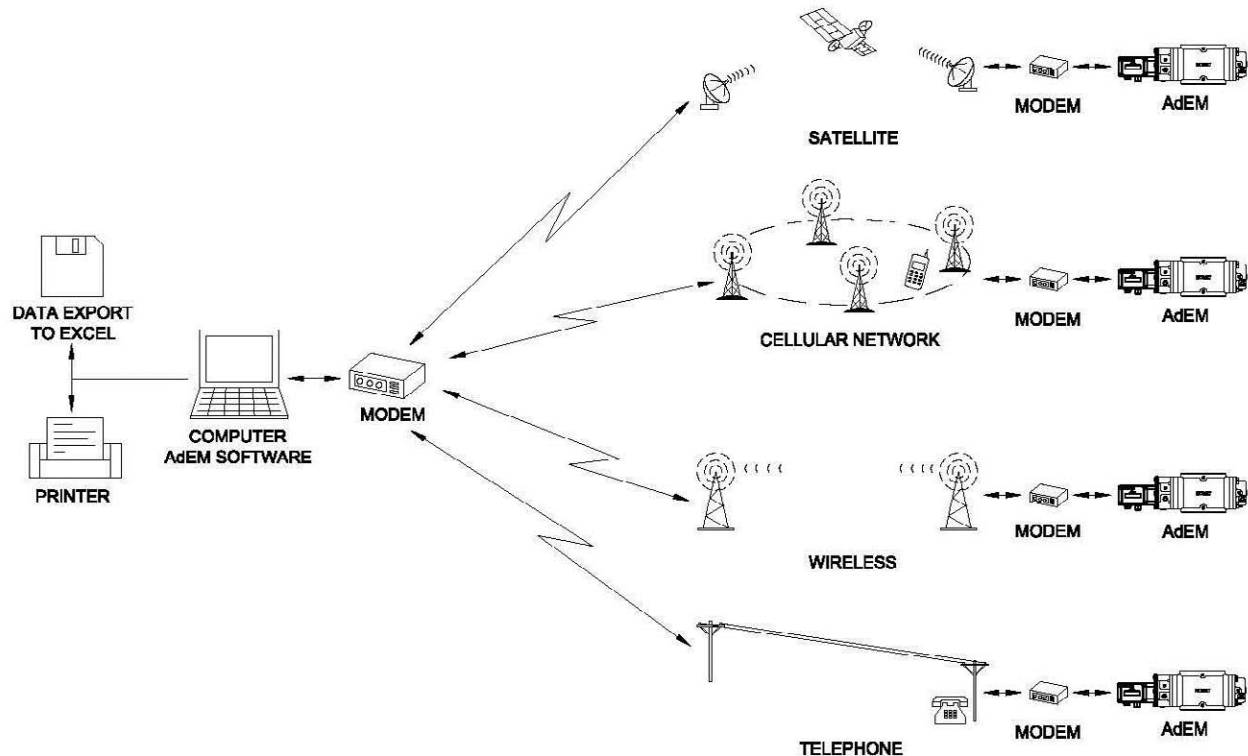 MODEM
AdEM
SATELLITE
MODEM
AdEM
CELLULAR NETWORK
DATA EXPORT
TO EXCEL
MODEM
COMPUTER
AdEM SOFTWARE
PRINTER
MODEM
AdEM
WIRELESS
MODEM
AdEM
TELEPHONE